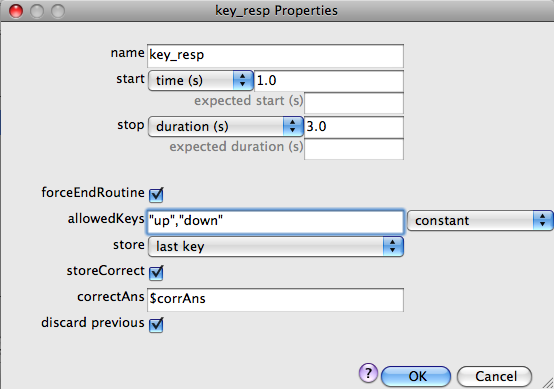 key_resp Properties
name key_resp
start time (s) 1.0
expected start (s)
stop duration (s) 3.0
expected duration (s)
forceEndRoutine
allowedKeys "up","down" constant
store last key
storeCorrect
correctAns $corrAns
discard previous
? OK Cancel